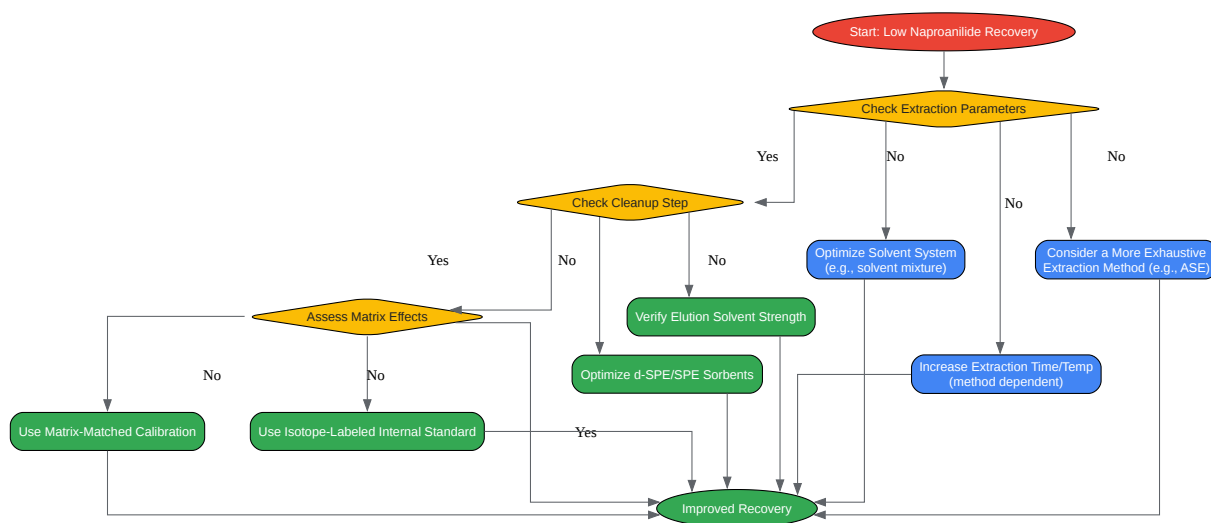 Start: Low Naproanilide Recovery
Check Extraction Parameters
Yes
No
No
No
Check Cleanup Step
Optimize Solvent System
(e.g., solvent mixture)
Consider a More Exhaustive
Extraction Method (e.g., ASE)
Yes
No
No
Assess Matrix Effects
Verify Elution Solvent Strength
Optimize d-SPE/SPE Sorbents
Increase Extraction Time/Temp
(method dependent)
No
No
Use Matrix-Matched Calibration
Use Isotope-Labeled Internal Standard
Yes
Improved Recovery